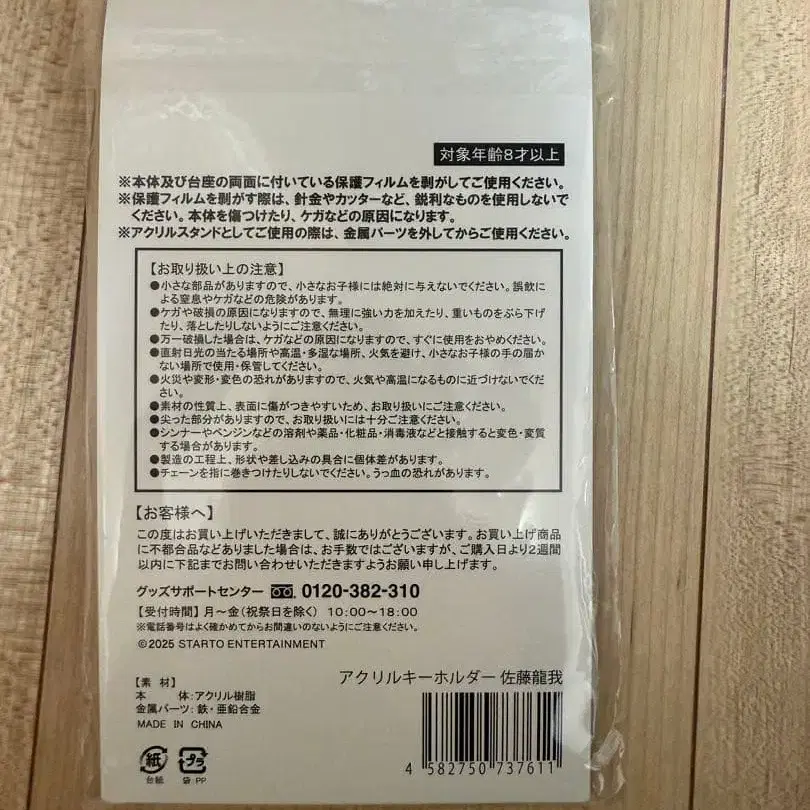 対象年齢8才以上
※本体及び台座の両面に付いている保護フィルムを剥がしてご使用ください。
※保護フィルムを剥がす際は、針金やカッターなど、鋭利なものを使用しないで
ください。本体を傷つけたり、ケガなどの原因になります。
※アクリルスタンドとしてご使用の際は、金属パーツを外してからご使用ください。
【お取り扱い上の注意】
●小さな部品がありますので、小さなお子様には絶対に与えないでください。誤飲
による窒息やケガなどの危険があります。
●ケガや破損の原因になりますので、無理に強い力を加えたり、重いものをぶら下げ
たり、落としたりしないようにご注意ください。
●万一破損した場合は、ケガなどの原因になりますので、すぐに使用をおやめください。
●直射日光の当たる場所や高温・多湿な場所、火気を避け、小さなお子様の手の届か
ない場所で使用・保管してください。
●火災や変形・変色の恐れがありますので、火気や高温になるものに近づけないでくだ
さい。
●素材の性質上、表面に傷がつきやすいため、お取り扱いにご注意ください。
●尖った部分がありますので、お取り扱いには十分ご注意ください。
●シンナーやベンジンなどの溶剤や薬品・化粧品・消毒液などと接触すると変色・変質
する場合があります。
●製造の工程上、形状や差し込みの具合に個体差があります。
●チェーンを指に巻きつけたりしないでください。うっ血の恐れがあります。
【お客様へ】
この度はお買い上げいただきまして、誠にありがとうございます。お買い上げ商品
に不都合品などありました場合は、お手数ではございますが、ご購入日より2週間
以内に下記までお問い合わせいただきますようお願い申し上げます。
グッズサポートセンター 0120-382-310
【受付時間】月～金(祝祭日を除く) 10:00～18:00
※電話番号はよく確かめてからお間違いのないようにご注意ください。
©2025 STARTO ENTERTAINMENT
アクリルキーホルダー 佐藤龍我
【素 材】
本 体:アクリル樹脂
金属パーツ:鉄・亜鉛合金
MADE IN CHINA
紙
台紙
プラ
袋:PP
4 582750 737611